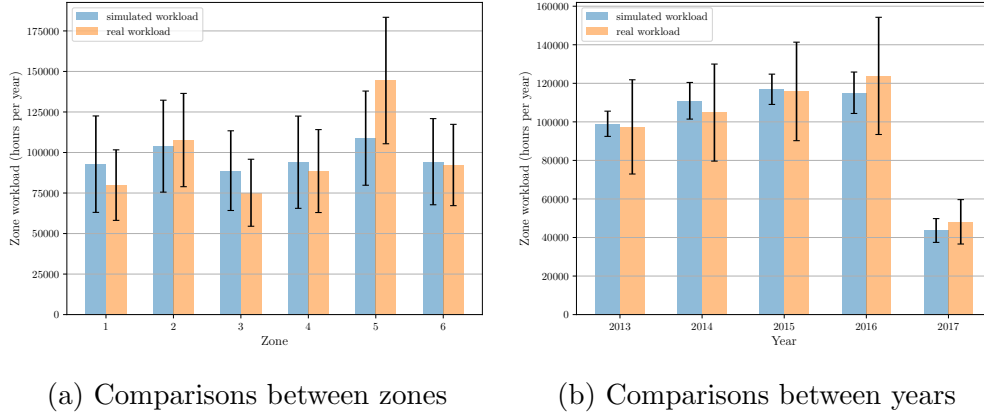 simulated workload
real workload
175000
150000
125000
100000
75000
50000
25000
0
Zone workload (hours per year)
1 2 3 4 5 6
Zone
(a) Comparisons between zones
simulated workload
real workload
160000
140000
120000
100000
80000
60000
40000
20000
0
Zone workload (hours per year)
2013 2014 2015 2016 2017
Year
(b) Comparisons between years